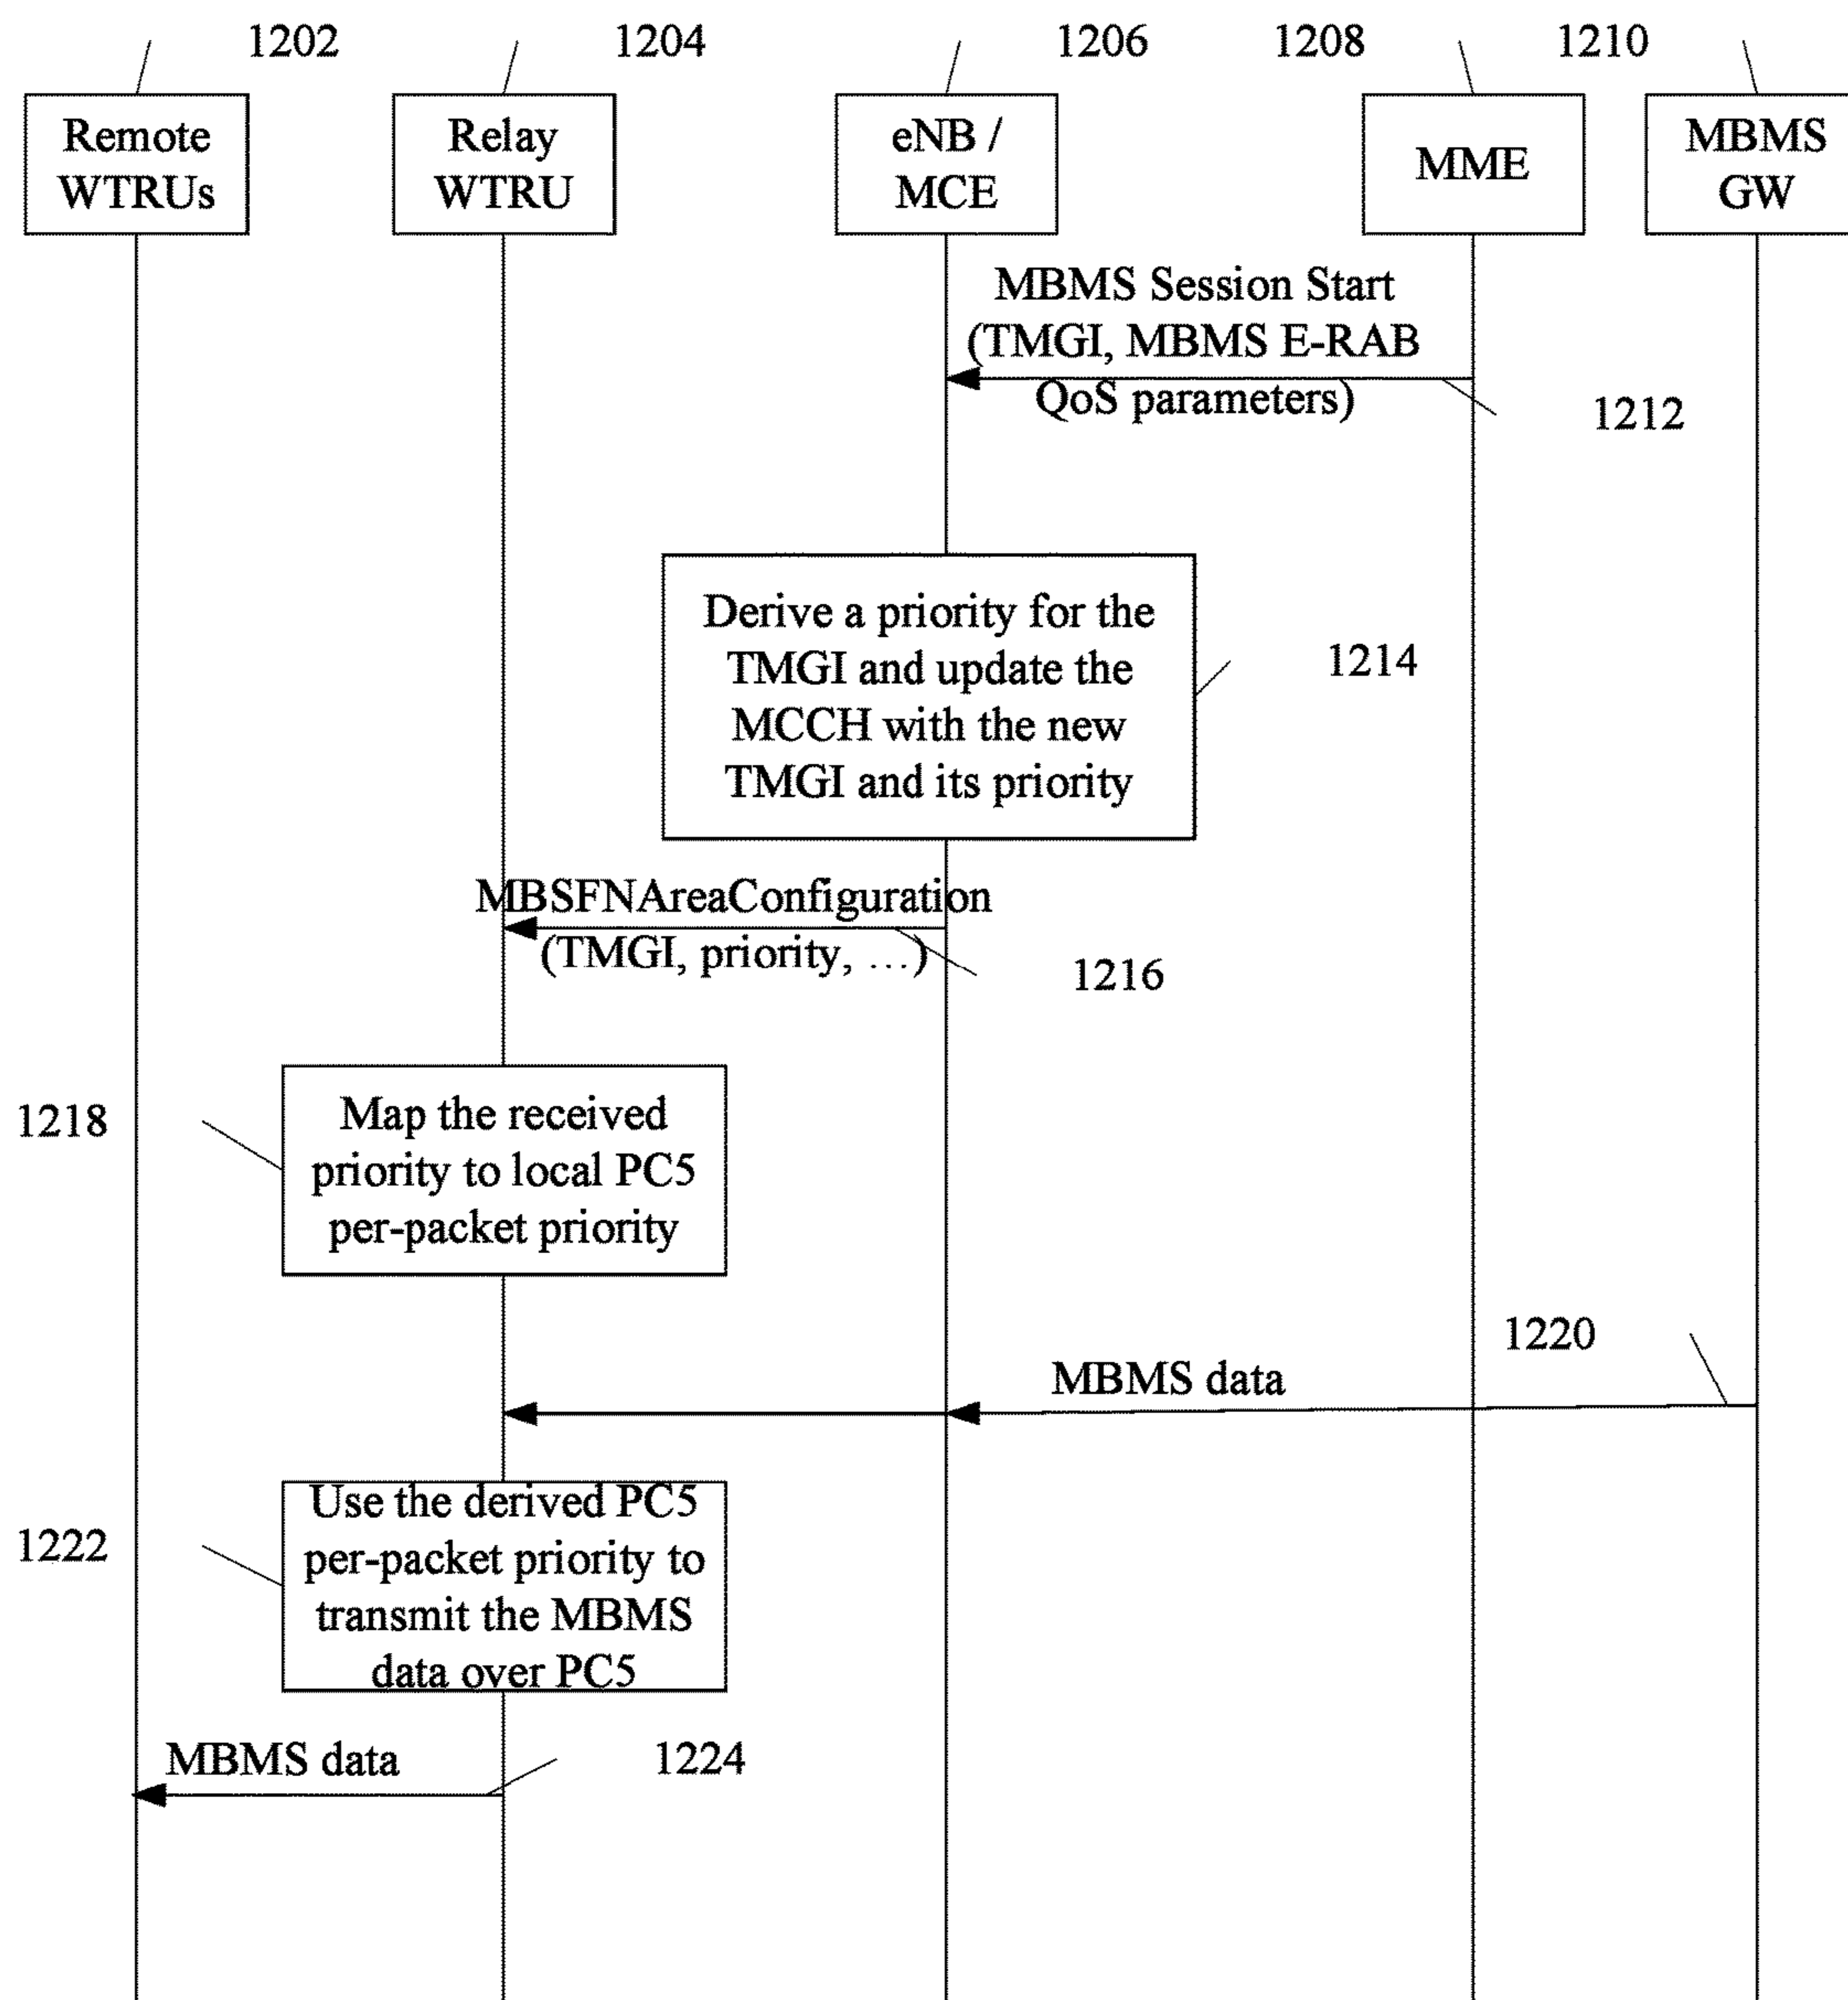 1202
1204
1206
1208
1210
Remote
WTRUs
Relay
WTRU
eNB /
MCE
MME
MBMS
GW
MBMS Session Start
(TMGI, MBMS E-RAB
QoS parameters)
1212
Derive a priority for the
TMGI and update the
MCCH with the new
TMGI and its priority
1214
MBSFNAreaConfiguration
(TMGI, priority, …)
1216
1218
Map the received
priority to local PC5
per-packet priority
1220
MBMS data
1222
Use the derived PC5
per-packet priority to
transmit the MBMS
data over PC5
MBMS data
1224